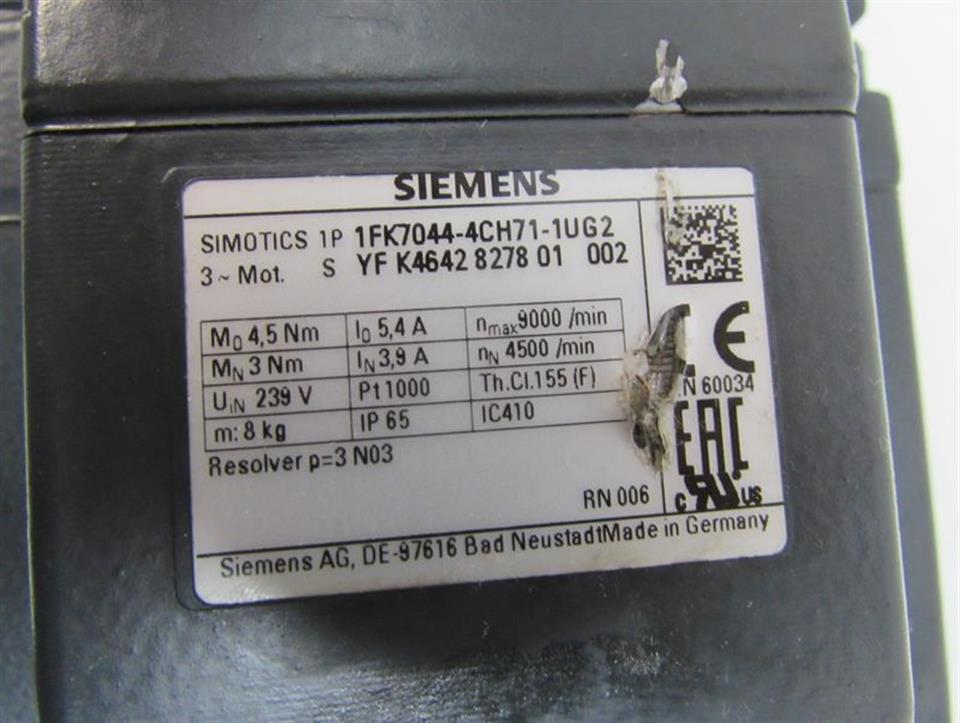 SIEMENS
SIMOTICS 1P 1FK7044-4CH71-1UG2
3~ Mot. S YF K4642 8278 01 002
M0 4,5 Nm I0 5,4 A nmax 9000 /min
MN 3 Nm IN 3,9 A nN 4500 /min
UiN 239 V Pt1000 Th.Cl.155 (F)
m: 8 kg IP 65 IC410
Resolver p=3 N03
CE
60034
EAC
c RU US
RN 006
Siemens AG, DE-97616 Bad NeustadtMade in Germany